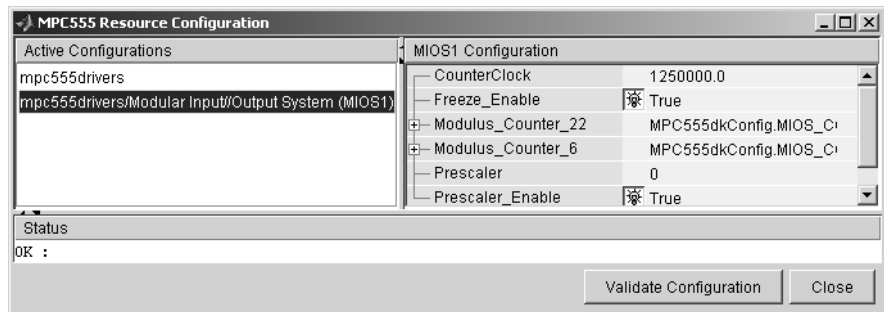 MPC555 Resource Configuration
Active Configurations
mpc555drivers
mpc555drivers/Modular Input//Output System (MIOS1)
MIOS1 Configuration
CounterClock 1250000.0
Freeze_Enable True
Modulus_Counter_22 MPC555dkConfig.MIOS_C
Modulus_Counter_6 MPC555dkConfig.MIOS_C
Prescaler 0
Prescaler_Enable True
Status
OK :
Validate Configuration Close